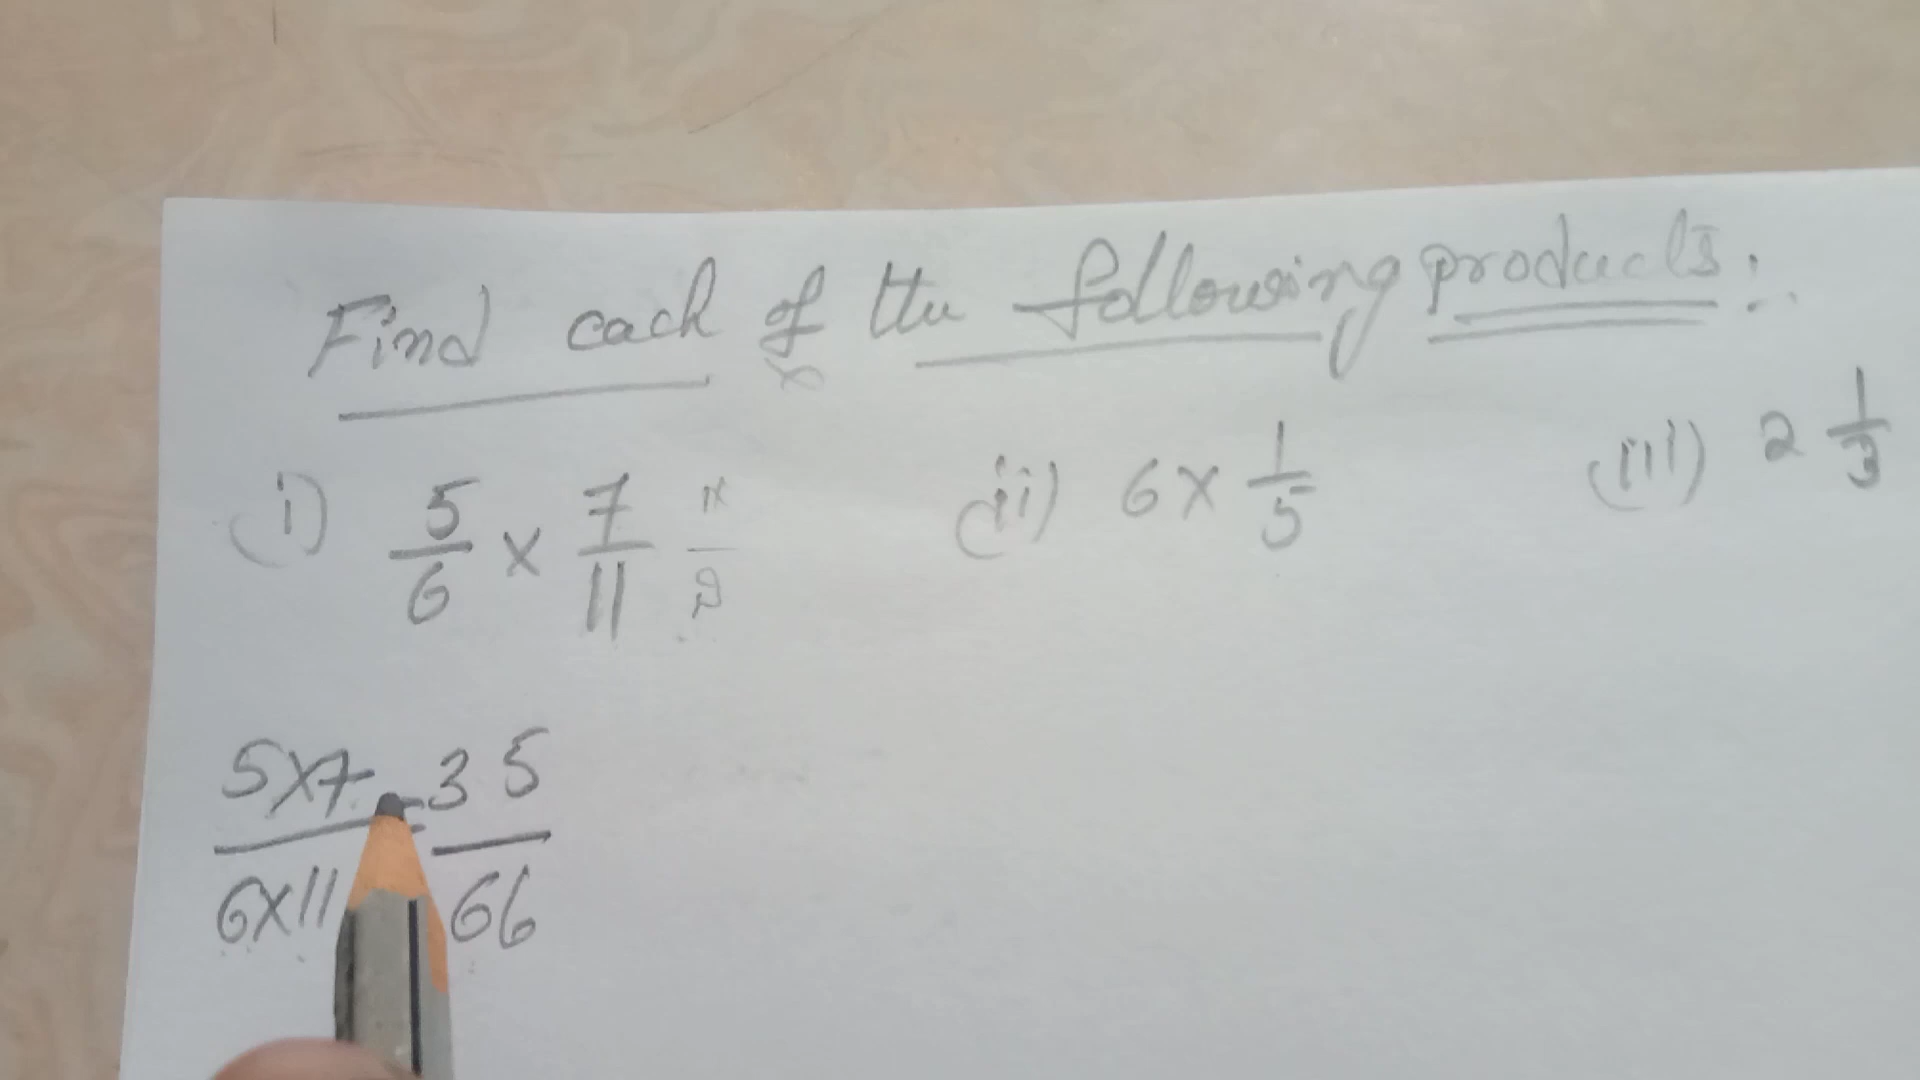 Find each of the following products:
(i) 5/6 × 7/11 (ii) 6 × 1/5 (iii) 2 1/3
5×7/6×11 = 35/66